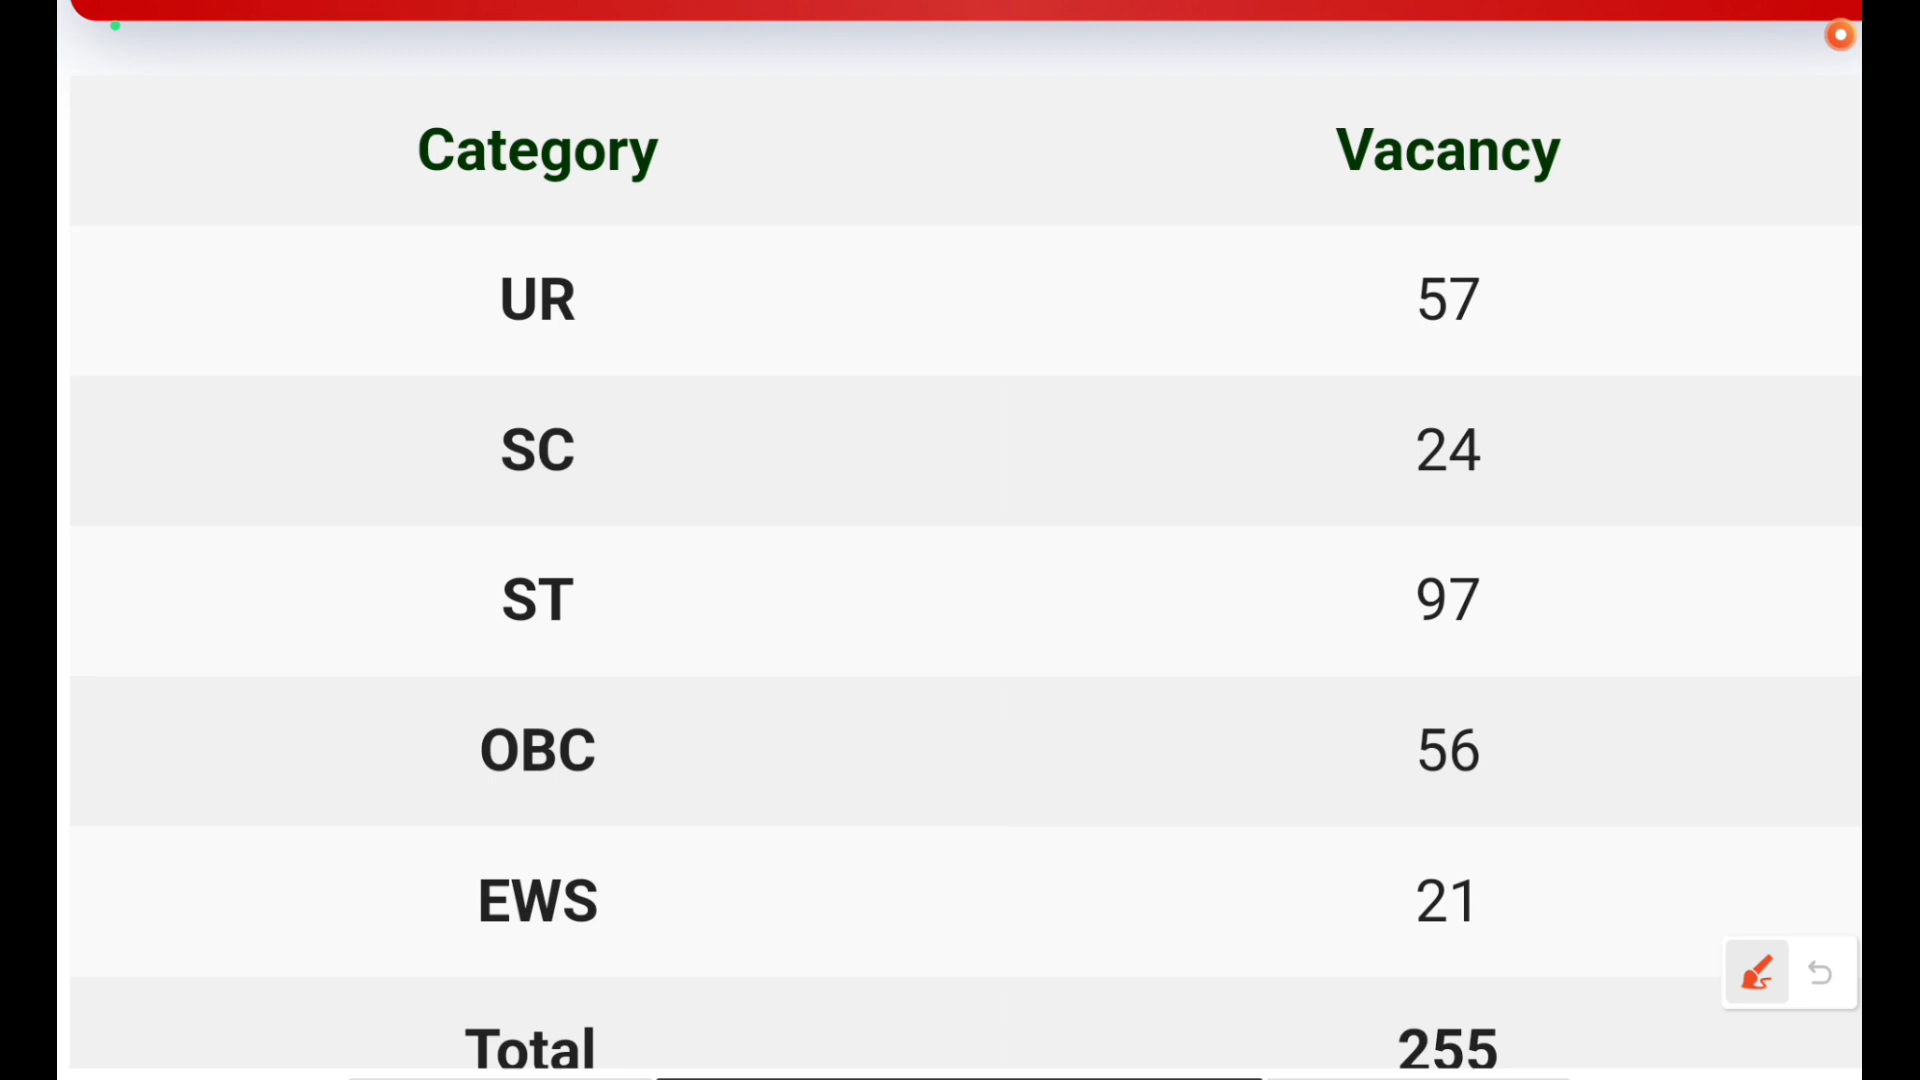 Category Vacancy
UR 57
SC 24
ST 97
OBC 56
EWS 21
Total 255